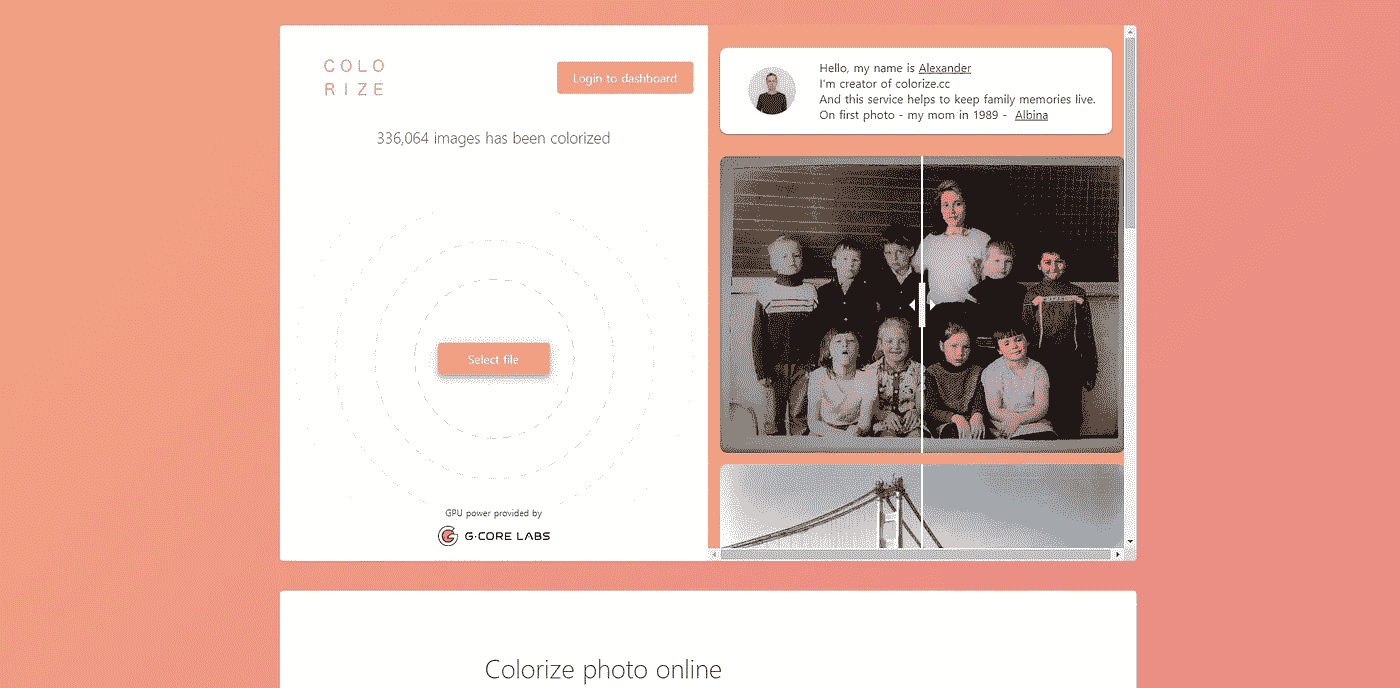 COLO
RIZE
Login to dashboard
336,064 images has been colorized
Select file
GPU power provided by
G·CORE LABS
Hello, my name is Alexander
I'm creator of colorize.cc
And this service helps to keep family memories live.
On first photo - my mom in 1989 - Albina
Colorize photo online